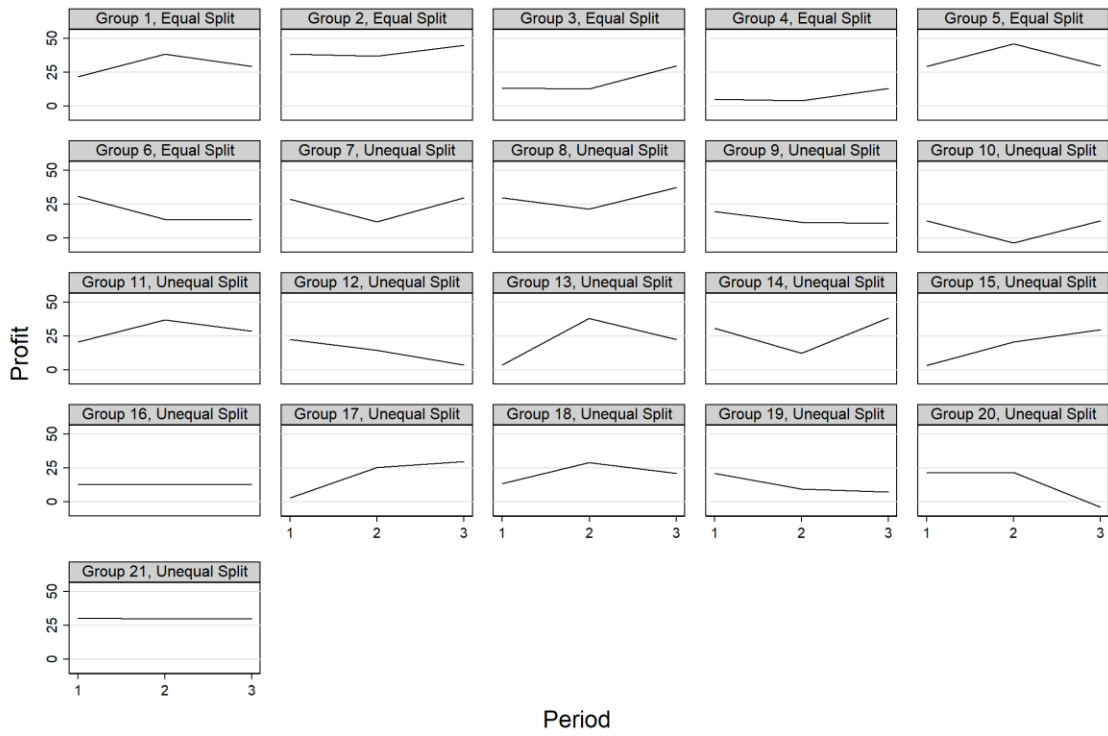 Group 1, Equal Split
Group 2, Equal Split
Group 3, Equal Split
Group 4, Equal Split
Group 5, Equal Split
50
25
0
Group 6, Equal Split
Group 7, Unequal Split
Group 8, Unequal Split
Group 9, Unequal Split
Group 10, Unequal Split
50
25
0
Group 11, Unequal Split
Group 12, Unequal Split
Group 13, Unequal Split
Group 14, Unequal Split
Group 15, Unequal Split
50
25
0
Profit
Group 16, Unequal Split
Group 17, Unequal Split
Group 18, Unequal Split
Group 19, Unequal Split
Group 20, Unequal Split
50
25
0
1 2 3
1 2 3
1 2 3
1 2 3
Group 21, Unequal Split
50
25
0
1 2 3
Period